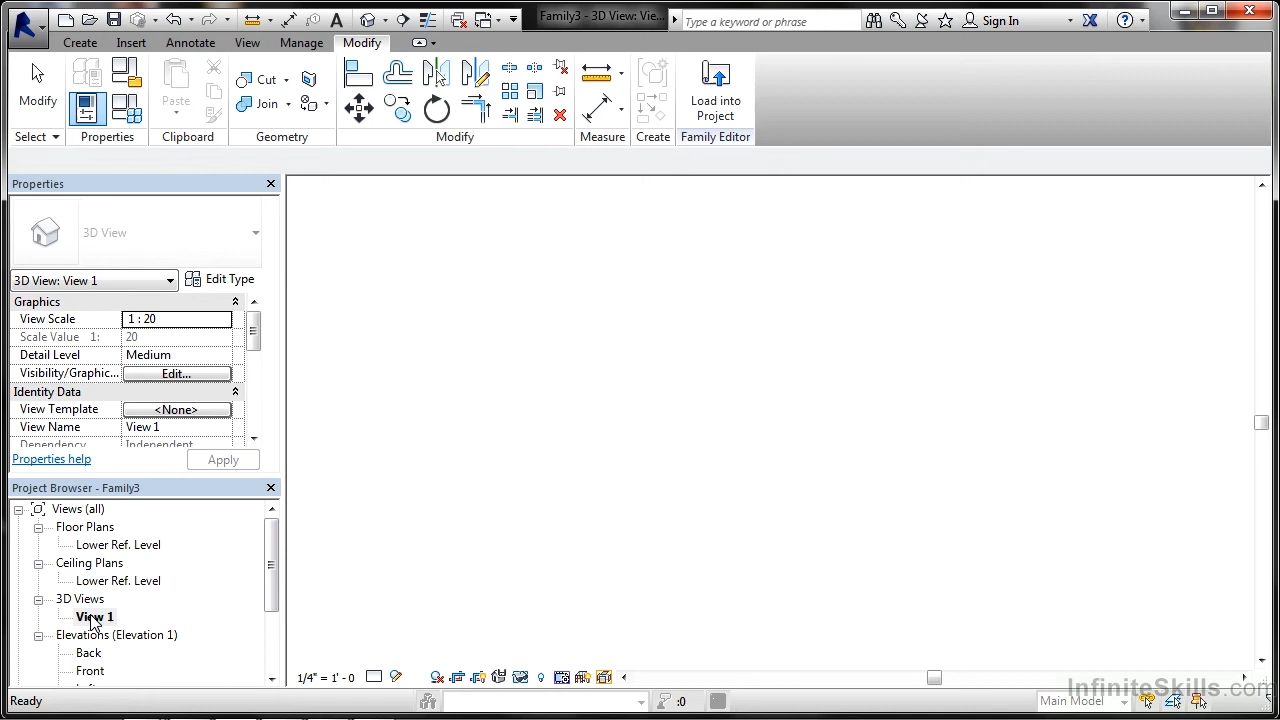 Family3 - 3D View: Vie...
Type a keyword or phrase
Sign In
Create
Insert
Annotate
View
Manage
Modify
Modify
Paste
Cut
Join
Load into
Project
Select
Properties
Clipboard
Geometry
Modify
Measure
Create
Family Editor
Properties
3D View
3D View: View 1
Edit Type
Graphics
View Scale
1 : 20
Scale Value 1:
20
Detail Level
Medium
Visibility/Graphic...
Edit...
Identity Data
View Template
<None>
View Name
View 1
Dependency
Independent
Properties help
Apply
Project Browser - Family3
Views (all)
Floor Plans
Lower Ref. Level
Ceiling Plans
Lower Ref. Level
3D Views
View 1
Elevations (Elevation 1)
Back
Front
1/4" = 1'- 0
Ready
:0
Main Model
InfiniteSkills.com